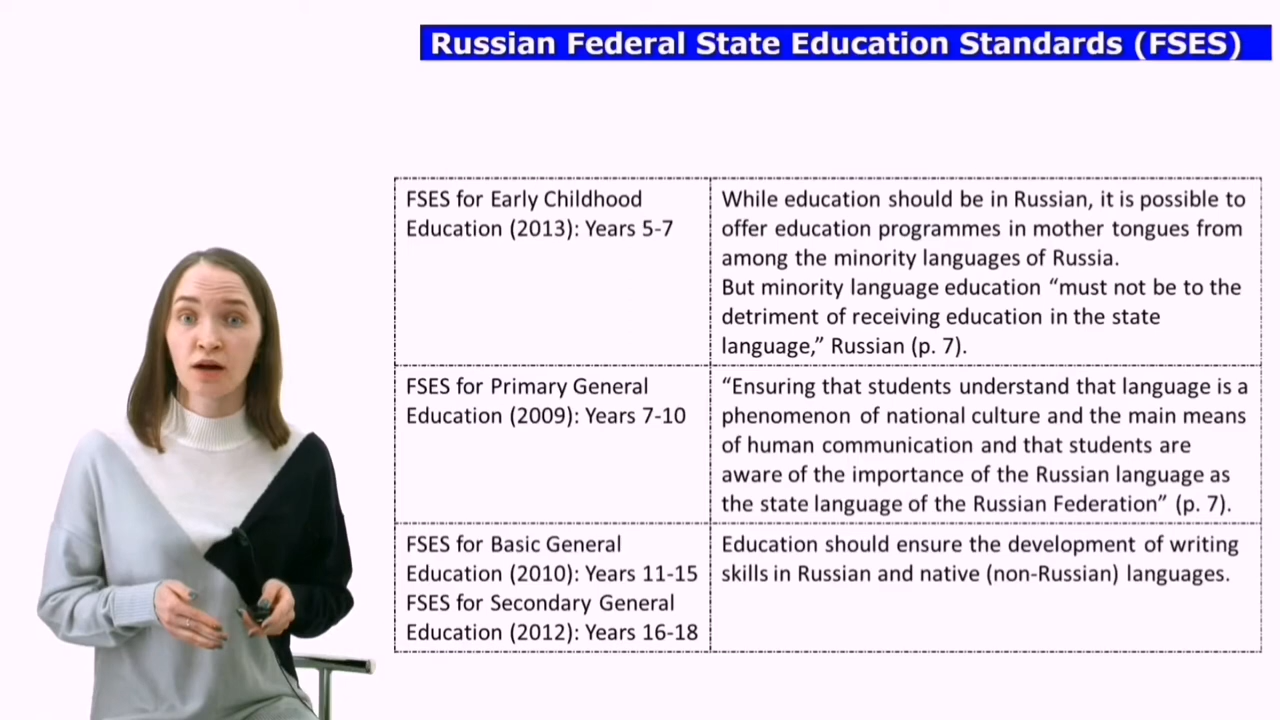 Russian Federal State Education Standards (FSES)
FSES for Early Childhood
Education (2013): Years 5-7
While education should be in Russian, it is possible to
offer education programmes in mother tongues from
among the minority languages of Russia.
But minority language education “must not be to the
detriment of receiving education in the state
language,” Russian (p. 7).
FSES for Primary General
Education (2009): Years 7-10
“Ensuring that students understand that language is a
phenomenon of national culture and the main means
of human communication and that students are
aware of the importance of the Russian language as
the state language of the Russian Federation” (p. 7).
FSES for Basic General
Education (2010): Years 11-15
FSES for Secondary General
Education (2012): Years 16-18
Education should ensure the development of writing
skills in Russian and native (non-Russian) languages.